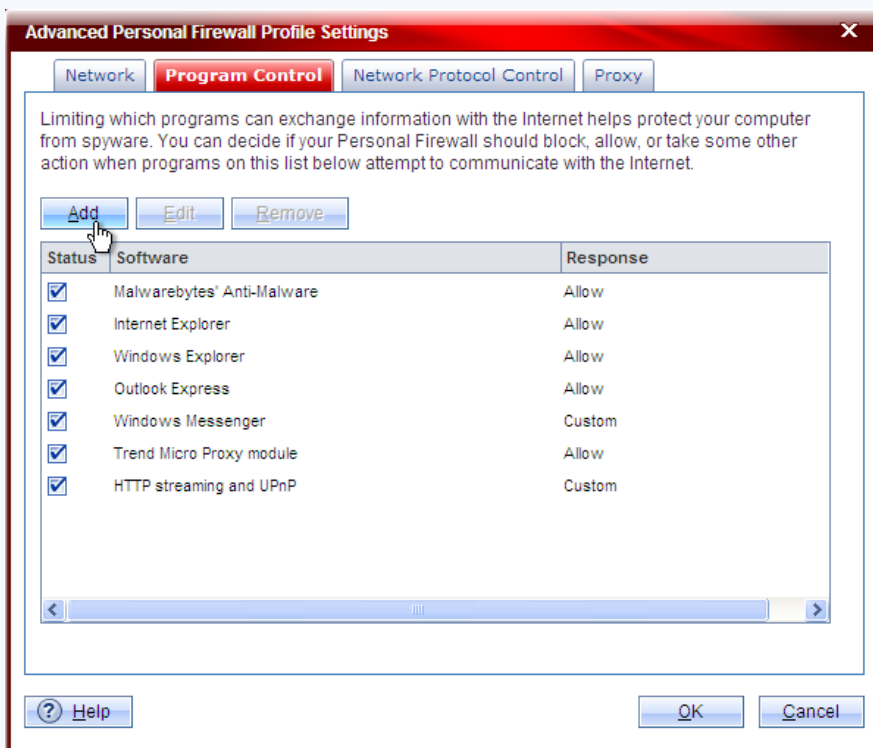 Advanced Personal Firewall Profile Settings
Network Program Control Network Protocol Control Proxy
Limiting which programs can exchange information with the Internet helps protect your computer
from spyware. You can decide if your Personal Firewall should block, allow, or take some other
action when programs on this list below attempt to communicate with the Internet.
Add Edit Remove
Status Software Response
Malwarebytes' Anti-Malware Allow
Internet Explorer Allow
Windows Explorer Allow
Outlook Express Allow
Windows Messenger Custom
Trend Micro Proxy module Allow
HTTP streaming and UPnP Custom
? Help OK Cancel